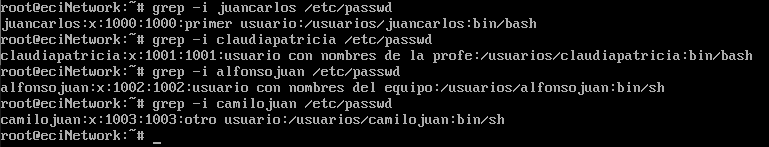 root@eciNetwork:~# grep -i juancarlos /etc/passwd
juancarlos:x:1000:1000:primer usuario:/usuarios/juancarlos:bin/bash
root@eciNetwork:~# grep -i claudiapatricia /etc/passwd
claudiapatricia:x:1001:1001:usuario con nombres de la profe:/usuarios/claudiapatricia:bin/bash
root@eciNetwork:~# grep -i alfonsojuan /etc/passwd
alfonsojuan:x:1002:1002:usuario con nombres del equipo:/usuarios/alfonsojuan:bin/sh
root@eciNetwork:~# grep -i camilojuan /etc/passwd
camilojuan:x:1003:1003:otro usuario:/usuarios/camilojuan:bin/sh
root@eciNetwork:~# _